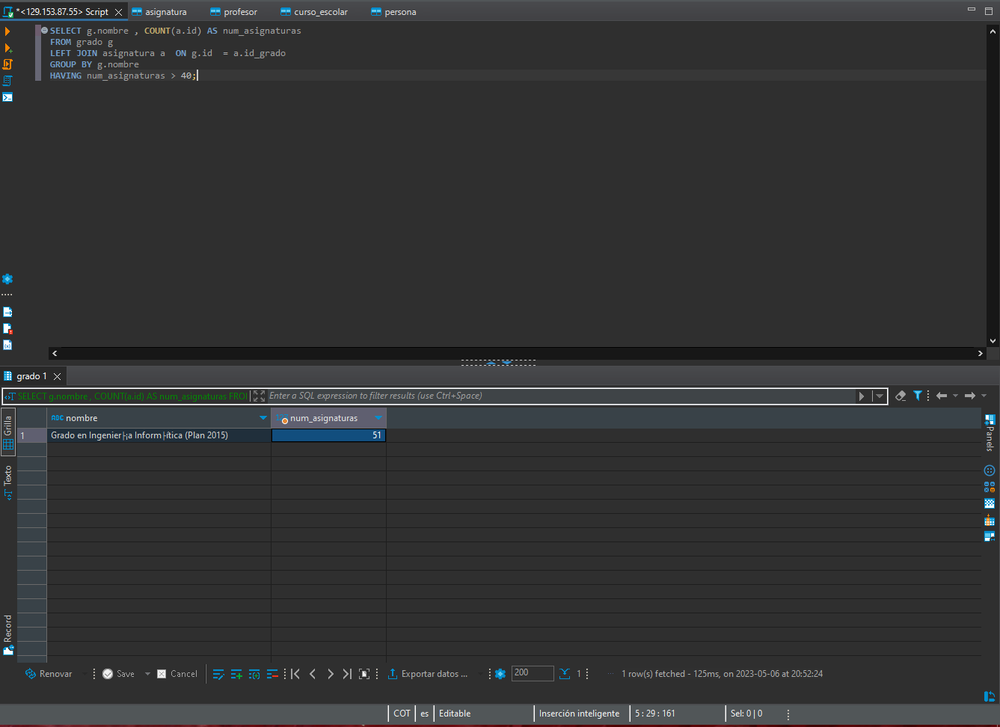 *<129.153.87.55> Script
asignatura
profesor
curso_escolar
persona
SELECT g.nombre , COUNT(a.id) AS num_asignaturas
FROM grado g
LEFT JOIN asignatura a  ON g.id  = a.id_grado
GROUP BY g.nombre
HAVING num_asignaturas > 40;
grado 1
SELECT g.nombre , COUNT(a.id) AS num_asignaturas FROI
Enter a SQL expression to filter results (use Ctrl+Space)
Grilla
Texto
Record
ABC nombre
num_asignaturas
1
Grado en Ingenier├¡a Inform├ítica (Plan 2015)
51
Panels
Renovar
Save
Cancel
Exportar datos ...
200
1
1 row(s) fetched - 125ms, on 2023-05-06 at 20:52:24
COT
es
Editable
Inserción inteligente
5 : 29 : 161
Sel: 0 | 0